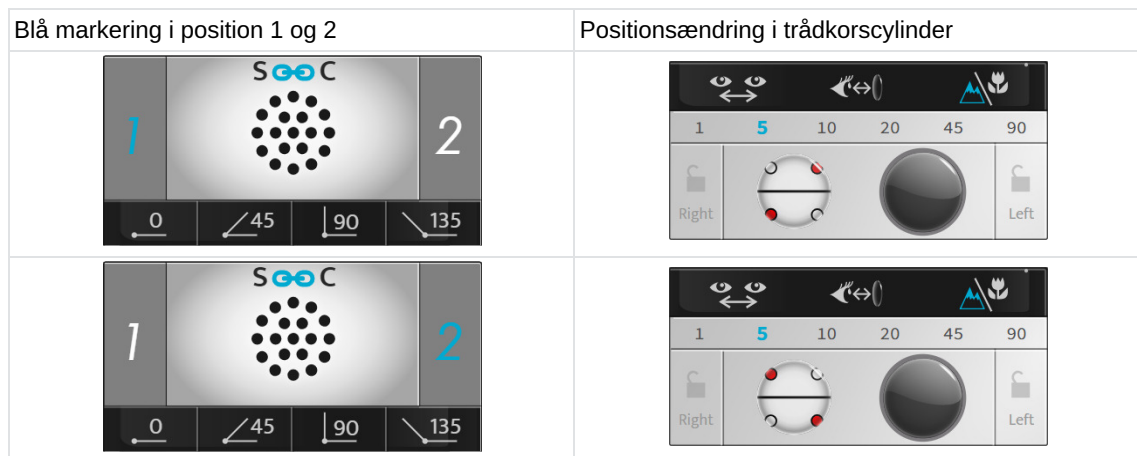 Blå markering i position 1 og 2
Positionsændring i trådkorscylinder
S C
1
2
0 45 90 135
1 5 10 20 45 90
Right
Left
S C
1
2
0 45 90 135
1 5 10 20 45 90
Right
Left